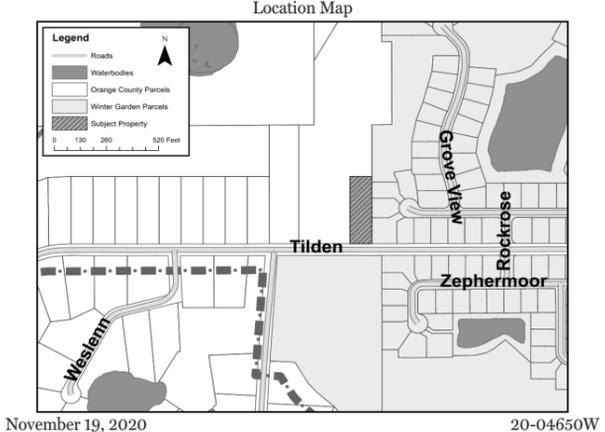 Location Map
Legend
N
Roads
Waterbodies
Orange County Parcels
Winter Garden Parcels
Subject Property
0 130 260 520 Feet
Grove View
Rockrose
Tilden
Zephermoor
Weslenn
November 19, 2020 20-04650W